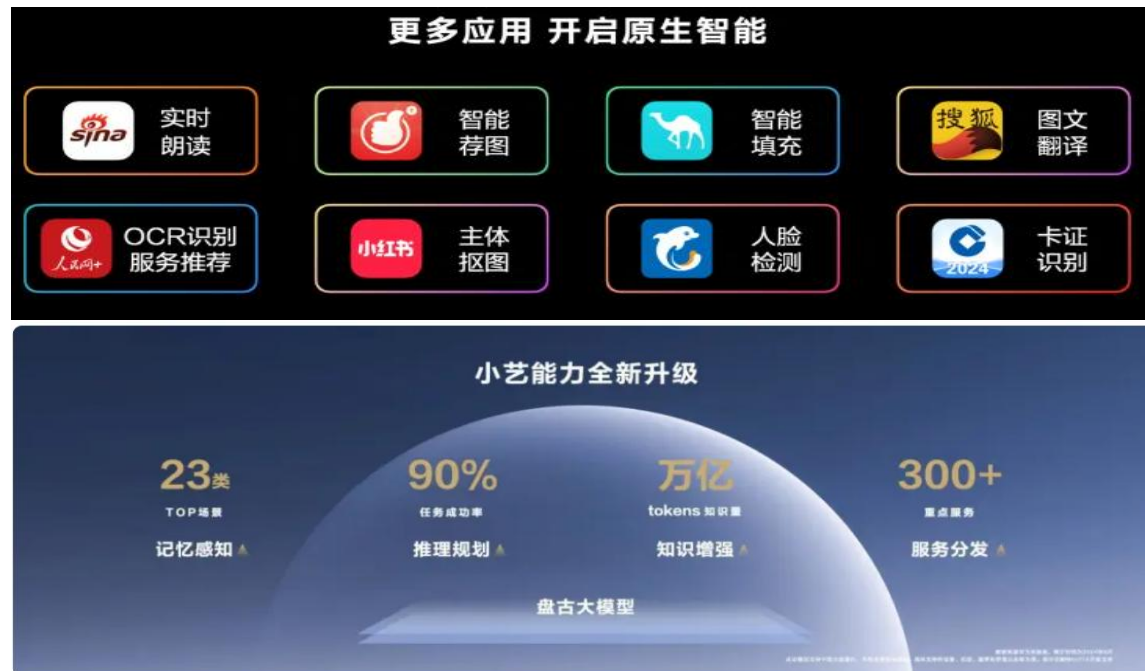 更多应用 开启原生智能
sina
实时
朗读
智能
荐图
智能
填充
搜狐
图文
翻译
人民网+
OCR识别
服务推荐
小红书
主体
抠图
人脸
检测
2024
卡证
识别
小艺能力全新升级
23类
TOP场景
记忆感知
90%
任务成功率
推理规划
万亿
tokens 知识量
知识增强
300+
重点服务
服务分发
盘古大模型